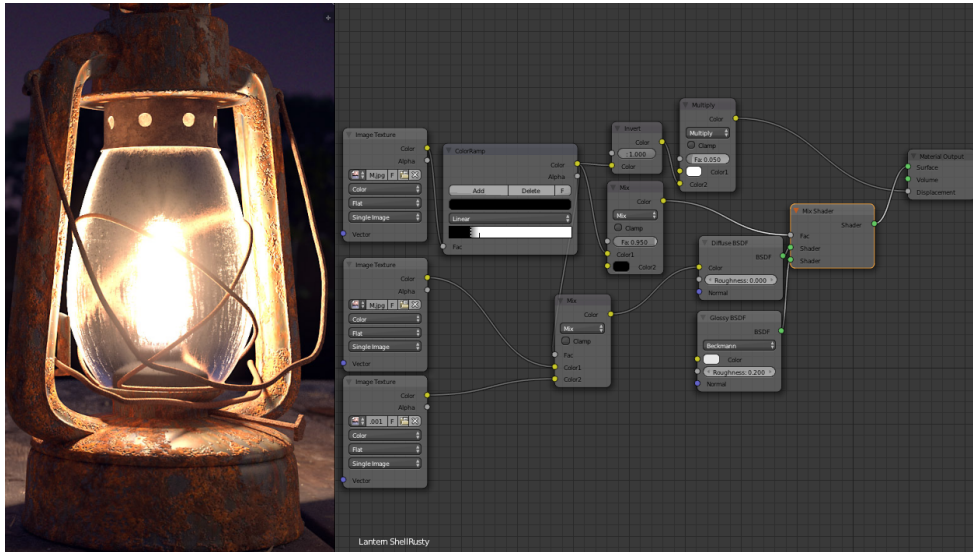 Image Texture
Color
Alpha
M.jpg F
Color
Flat
Single Image
Vector
ColorRamp
Color
Alpha
Add Delete F
Linear
Fac
Invert
Color
1.000
Color
Multiply
Color
Multiply
Clamp
Fa: 0.050
Color1
Color2
Mix
Color
Mix
Clamp
Fa: 0.950
Color1
Color2
Material Output
Surface
Volume
Displacement
Mix Shader
Shader
Fac
Shader
Shader
Image Texture
Color
Alpha
M.jpg F
Color
Flat
Single Image
Vector
Mix
Color
Mix
Clamp
Fac
Color1
Color2
Diffuse BSDF
BSDF
Color
Roughness: 0.000
Normal
Glossy BSDF
BSDF
Beckmann
Color
Roughness: 0.200
Normal
Image Texture
Color
Alpha
.001 F
Color
Flat
Single Image
Vector
Lantern ShellRusty